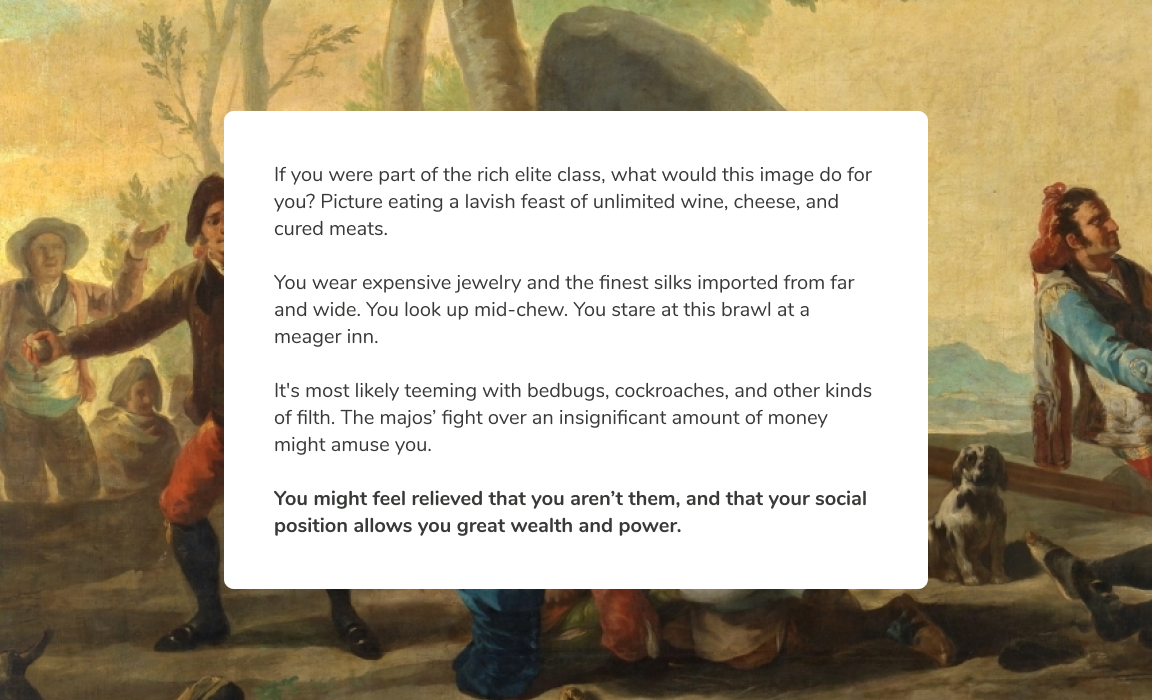 If you were part of the rich elite class, what would this image do for
you? Picture eating a lavish feast of unlimited wine, cheese, and
cured meats.
You wear expensive jewelry and the finest silks imported from far
and wide. You look up mid-chew. You stare at this brawl at a
meager inn.
It's most likely teeming with bedbugs, cockroaches, and other kinds
of filth. The majos’ fight over an insignificant amount of money
might amuse you.
You might feel relieved that you aren’t them, and that your social
position allows you great wealth and power.